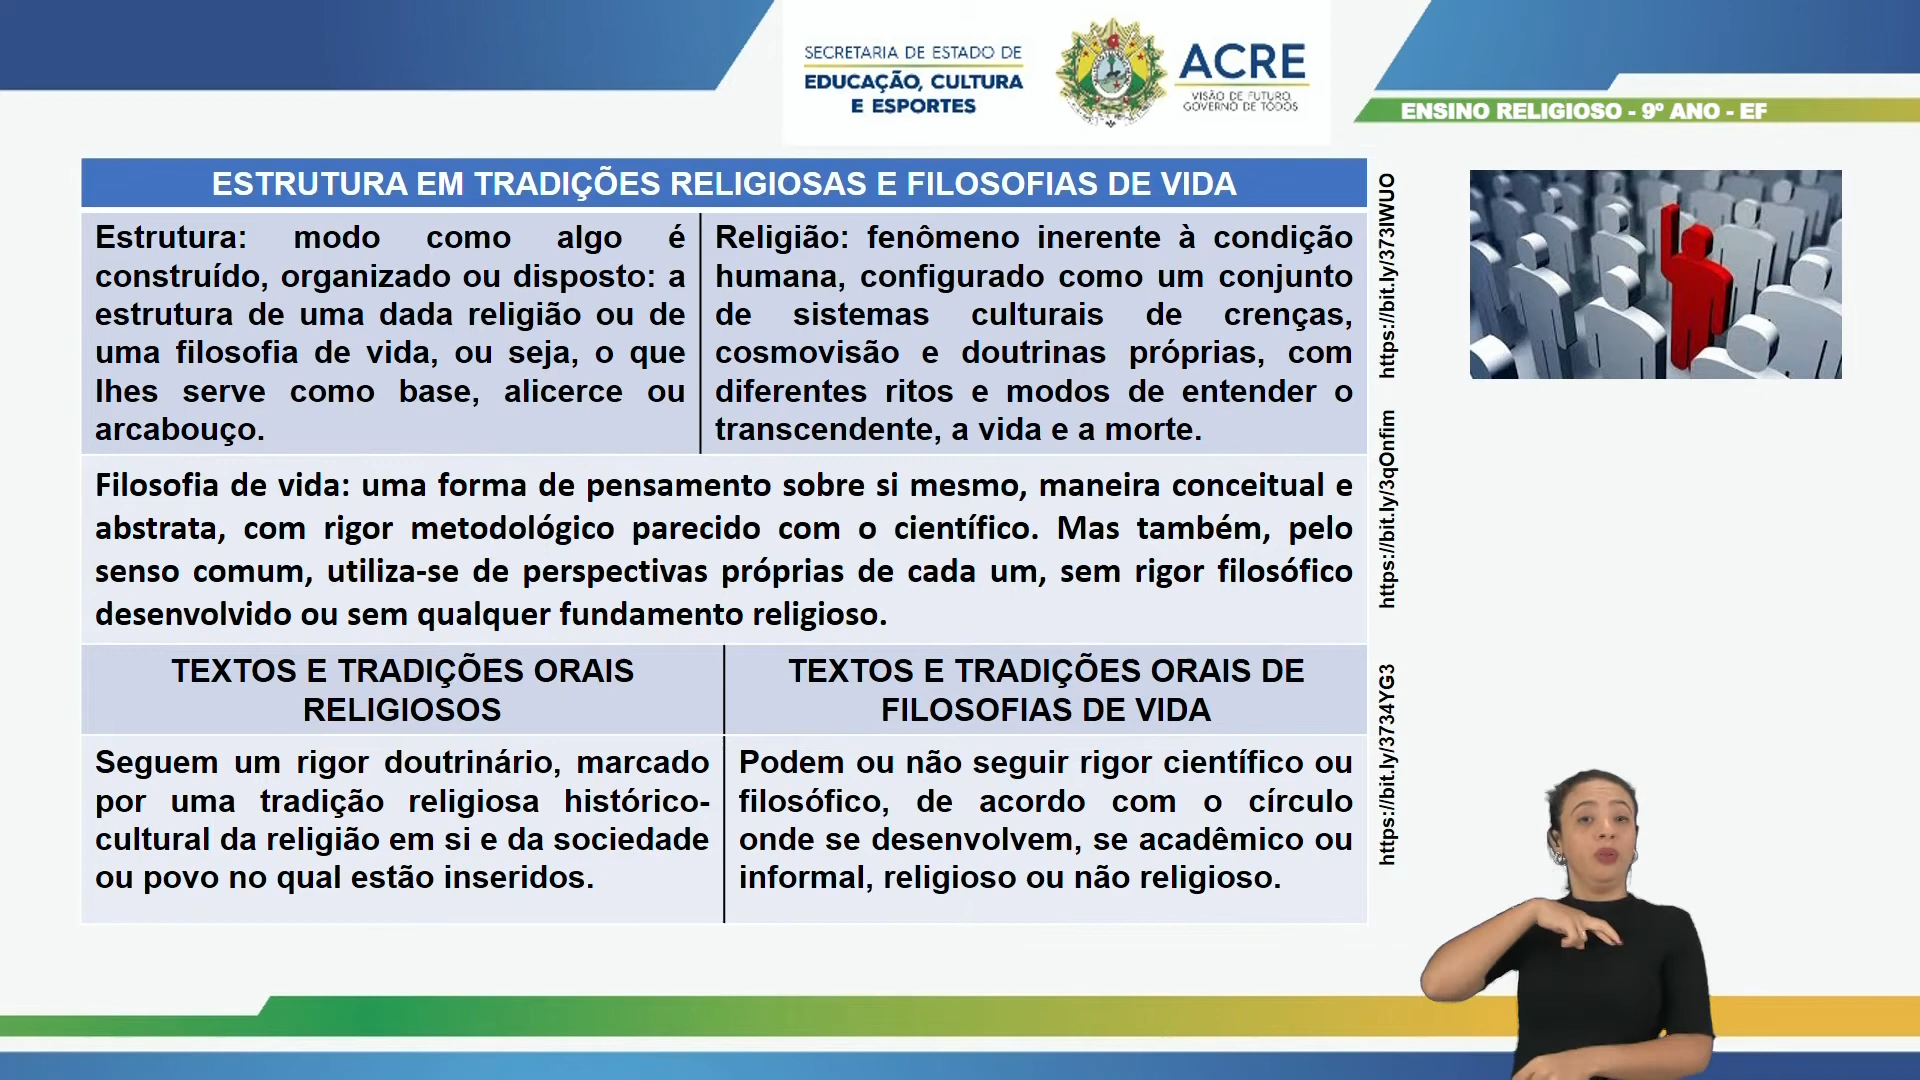 SECRETARIA DE ESTADO DE
EDUCAÇÃO, CULTURA
E ESPORTES
ACRE
VISÃO DE FUTURO,
GOVERNO DE TODOS
ENSINO RELIGIOSO - 9º ANO - EF
ESTRUTURA EM TRADIÇÕES RELIGIOSAS E FILOSOFIAS DE VIDA
Estrutura: modo como algo é
construído, organizado ou disposto: a
estrutura de uma dada religião ou de
uma filosofia de vida, ou seja, o que
lhes serve como base, alicerce ou
arcabouço.
Religião: fenômeno inerente à condição
humana, configurado como um conjunto
de sistemas culturais de crenças,
cosmovisão e doutrinas próprias, com
diferentes ritos e modos de entender o
transcendente, a vida e a morte.
Filosofia de vida: uma forma de pensamento sobre si mesmo, maneira conceitual e
abstrata, com rigor metodológico parecido com o científico. Mas também, pelo
senso comum, utiliza-se de perspectivas próprias de cada um, sem rigor filosófico
desenvolvido ou sem qualquer fundamento religioso.
TEXTOS E TRADIÇÕES ORAIS
RELIGIOSOS
TEXTOS E TRADIÇÕES ORAIS DE
FILOSOFIAS DE VIDA
Seguem um rigor doutrinário, marcado
por uma tradição religiosa histórico-
cultural da religião em si e da sociedade
ou povo no qual estão inseridos.
Podem ou não seguir rigor científico ou
filosófico, de acordo com o círculo
onde se desenvolvem, se acadêmico ou
informal, religioso ou não religioso.
https://bit.ly/373lWUO
https://bit.ly/3qOnfim
https://bit.ly/3734YG3